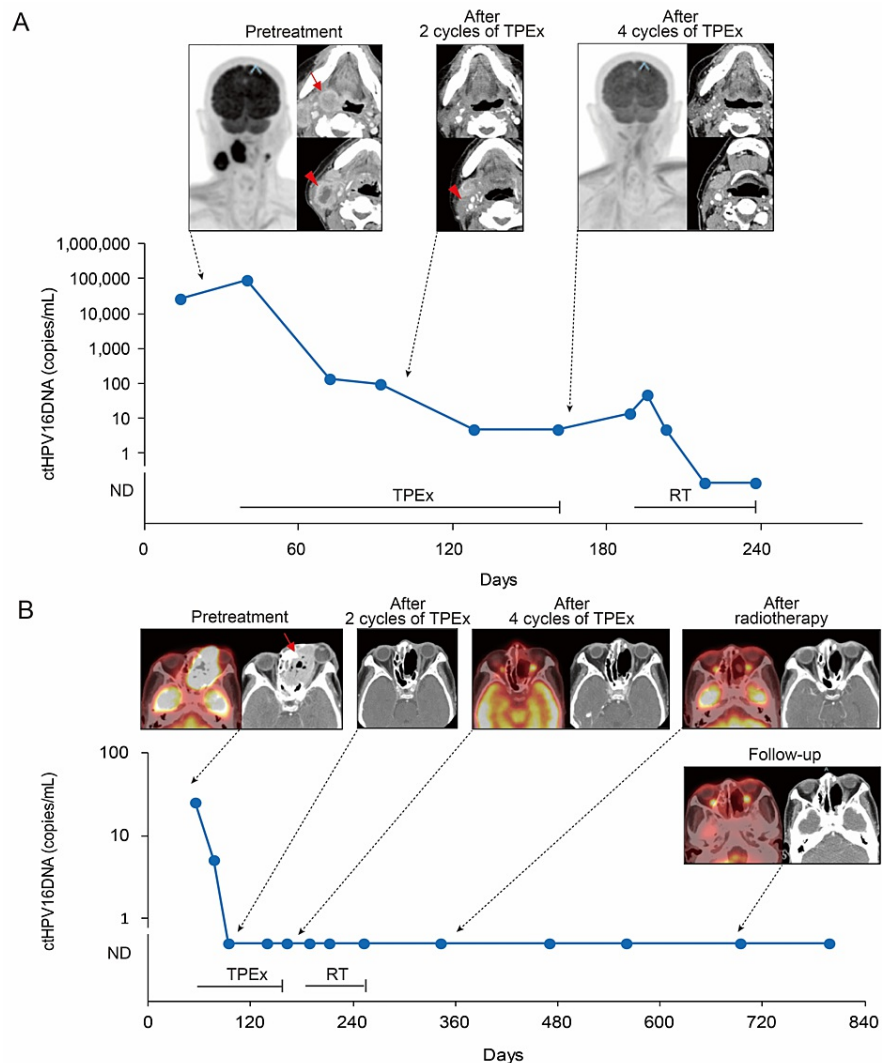 A
Pretreatment
After
2 cycles of TPEx
After
4 cycles of TPEx
ctHPV16DNA (copies/mL)
1,000,000
100,000
10,000
1,000
100
10
1
ND
TPEx
RT
0
60
120
180
240
Days
B
Pretreatment
After
2 cycles of TPEx
After
4 cycles of TPEx
After
radiotherapy
Follow-up
ctHPV16DNA (copies/mL)
100
10
1
ND
TPEx
RT
0
120
240
360
480
600
720
840
Days